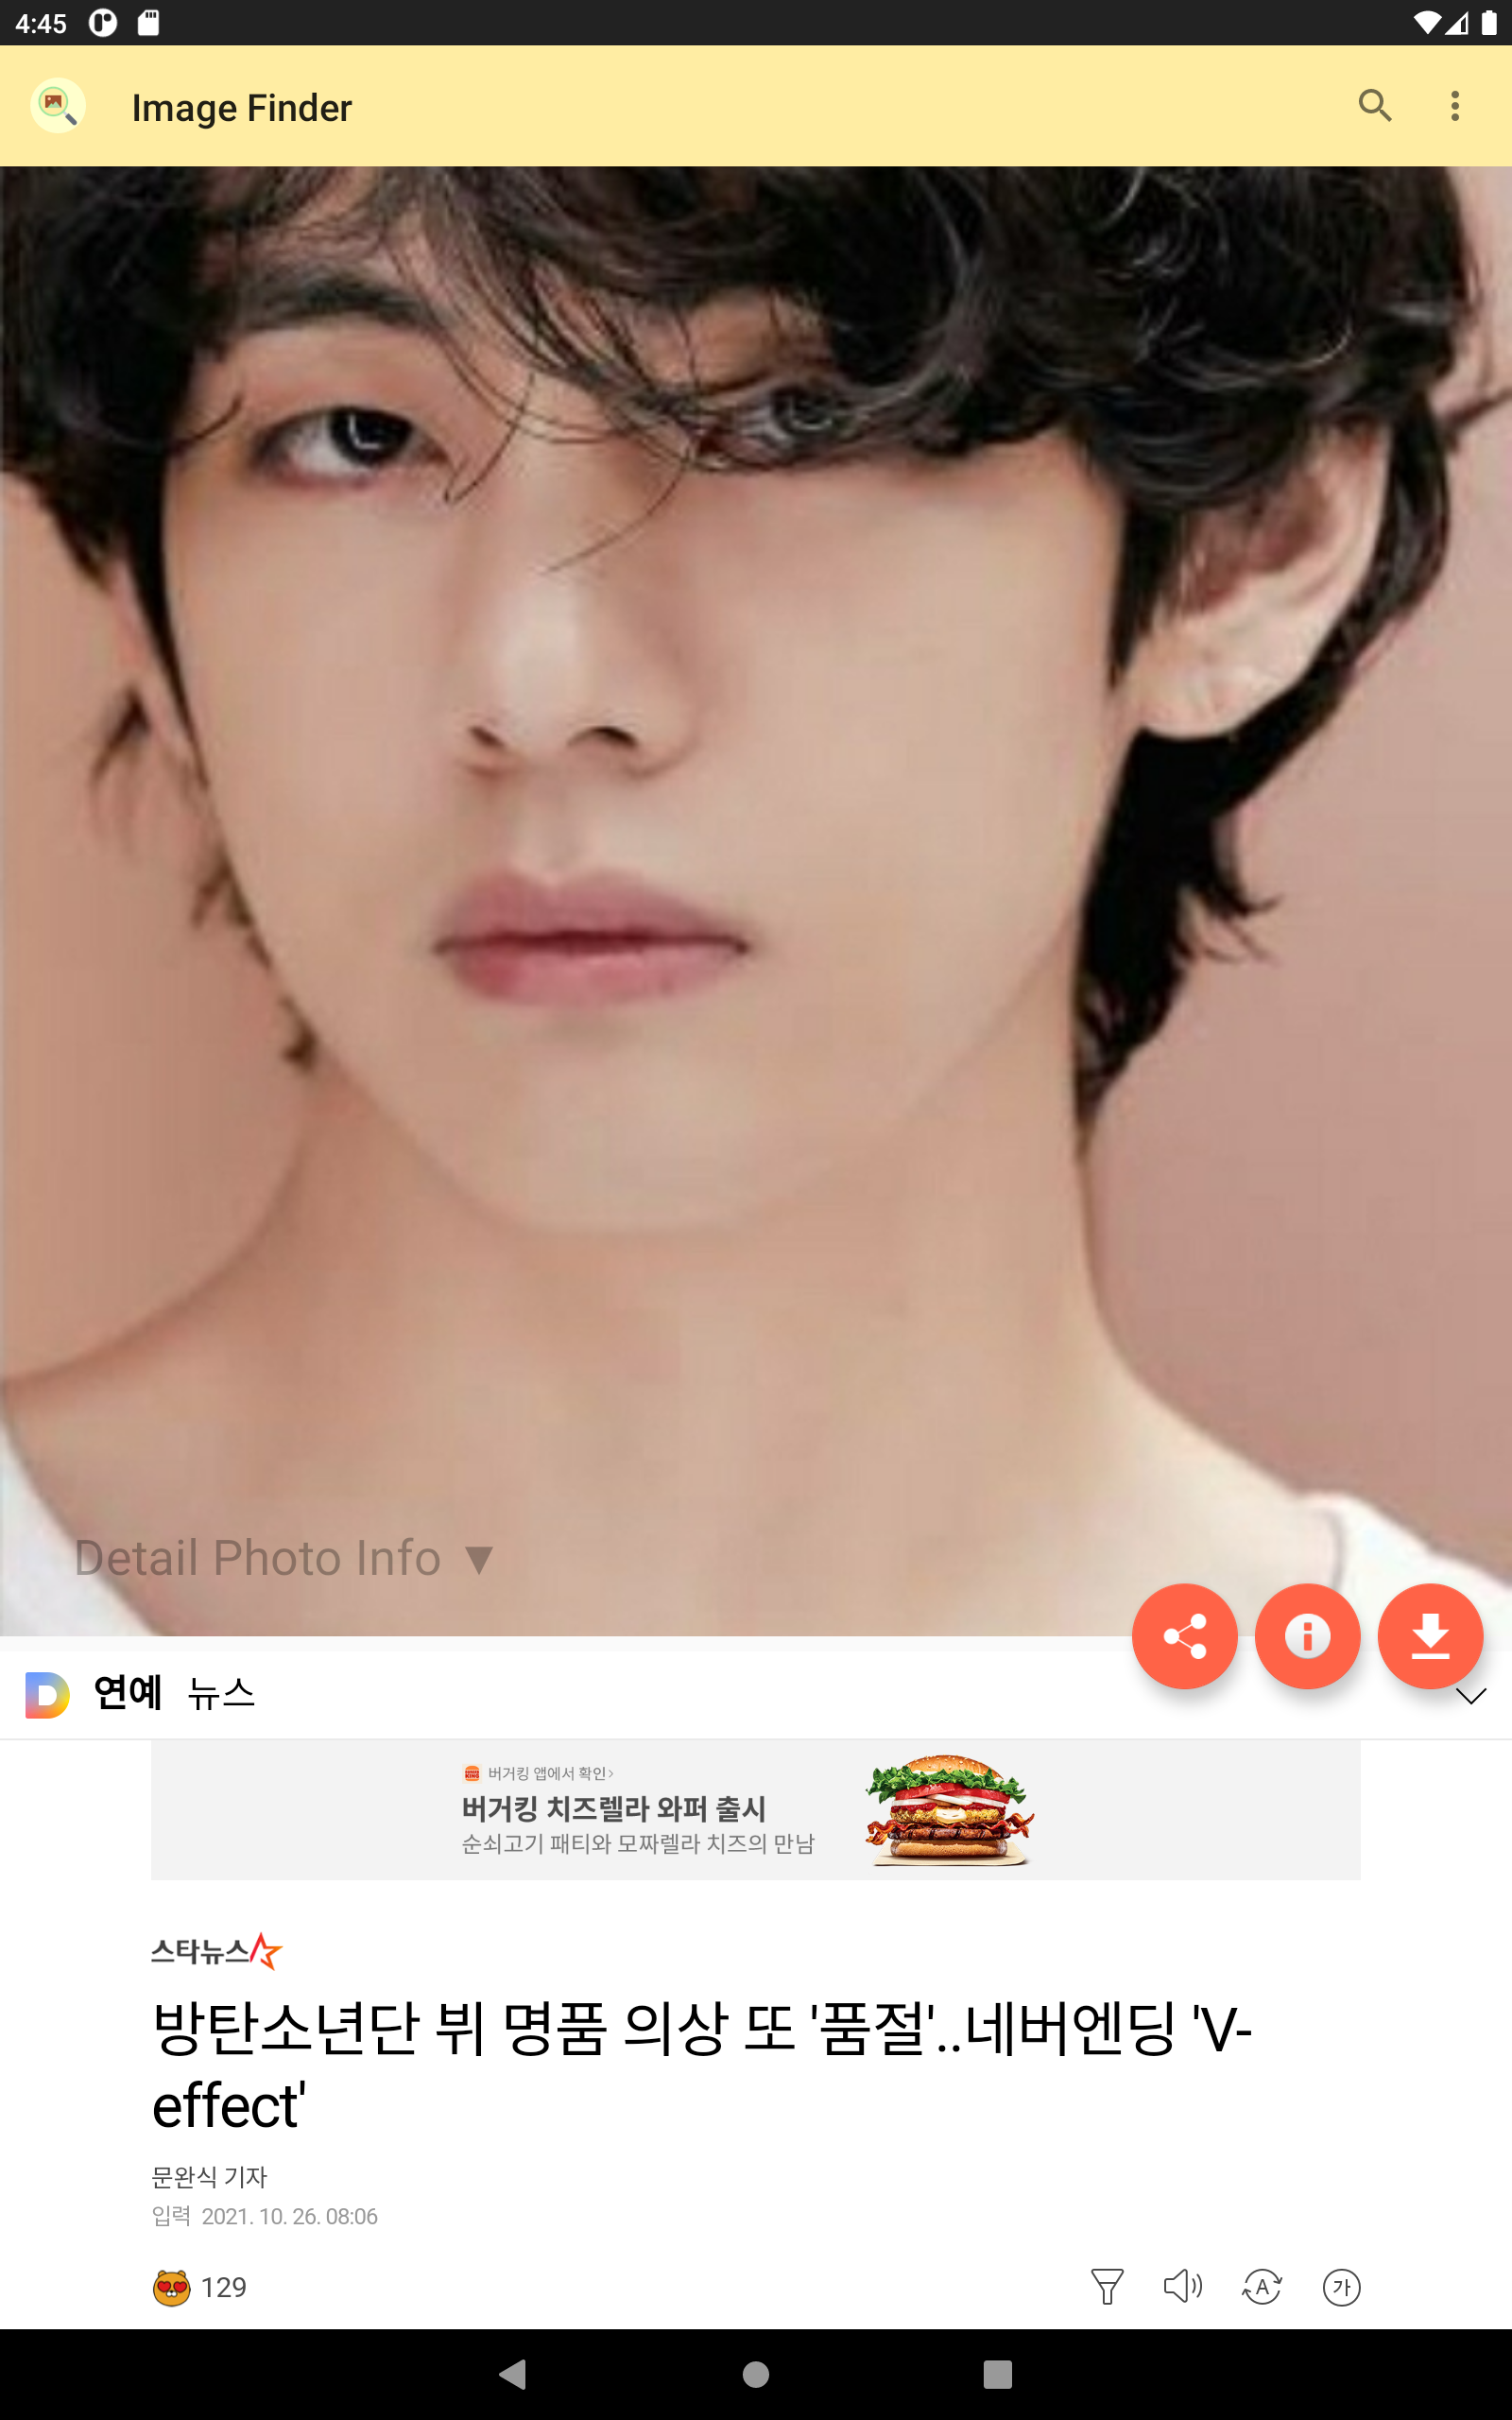 4:45
Image Finder
Detail Photo Info ▼
D 연예 뉴스
버거킹 앱에서 확인>
버거킹 치즈렐라 와퍼 출시
순쇠고기 패티와 모짜렐라 치즈의 만남
스타뉴스
방탄소년단 뷔 명품 의상 또 '품절'..네버엔딩 'V-
effect'
문완식 기자
입력 2021. 10. 26. 08:06
129
A 가